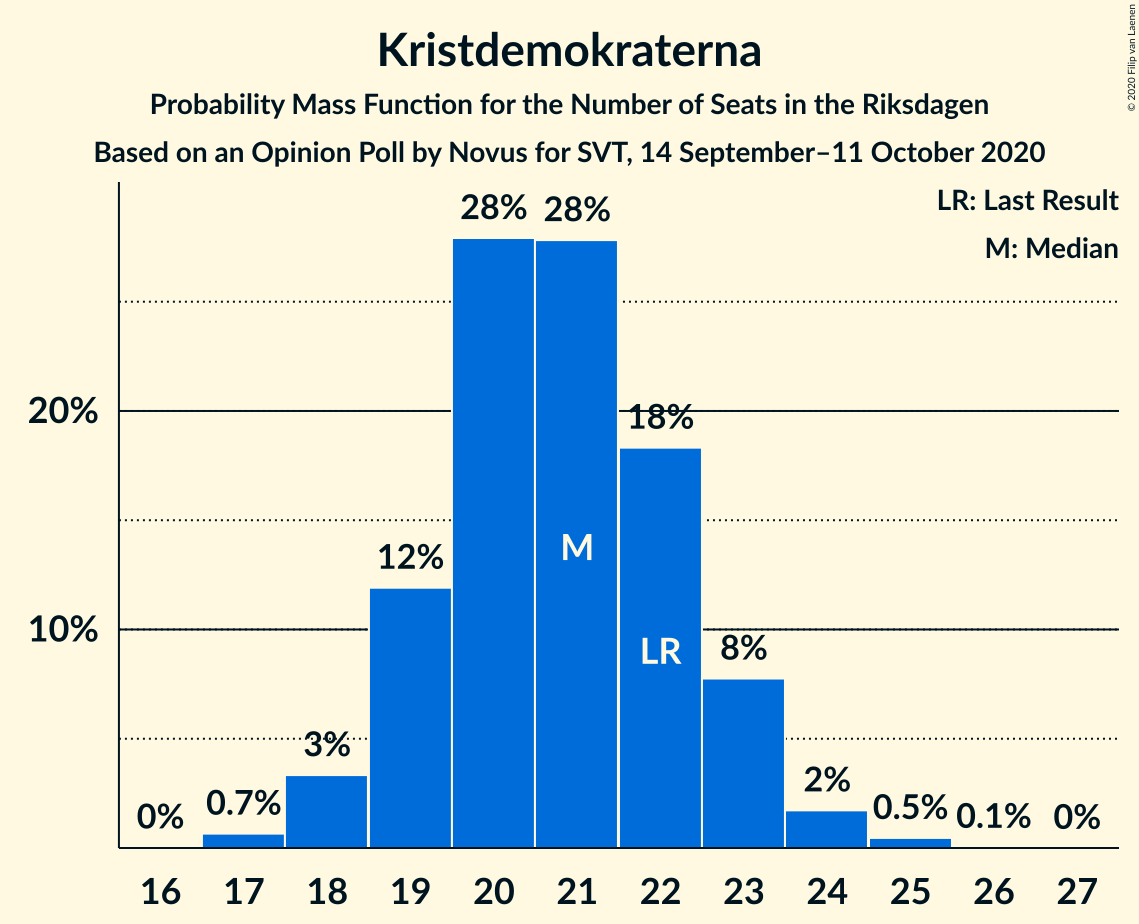 Kristdemokraterna
Probability Mass Function for the Number of Seats in the Riksdagen
Based on an Opinion Poll by Novus for SVT, 14 September–11 October 2020
© 2020 Filip van Laenen
LR: Last Result
M: Median
28% 28%
20%
18%
12%
M
10%
LR
8%
3%
2%
0% 0.7% 0.5% 0.1% 0%
16 17 18 19 20 21 22 23 24 25 26 27